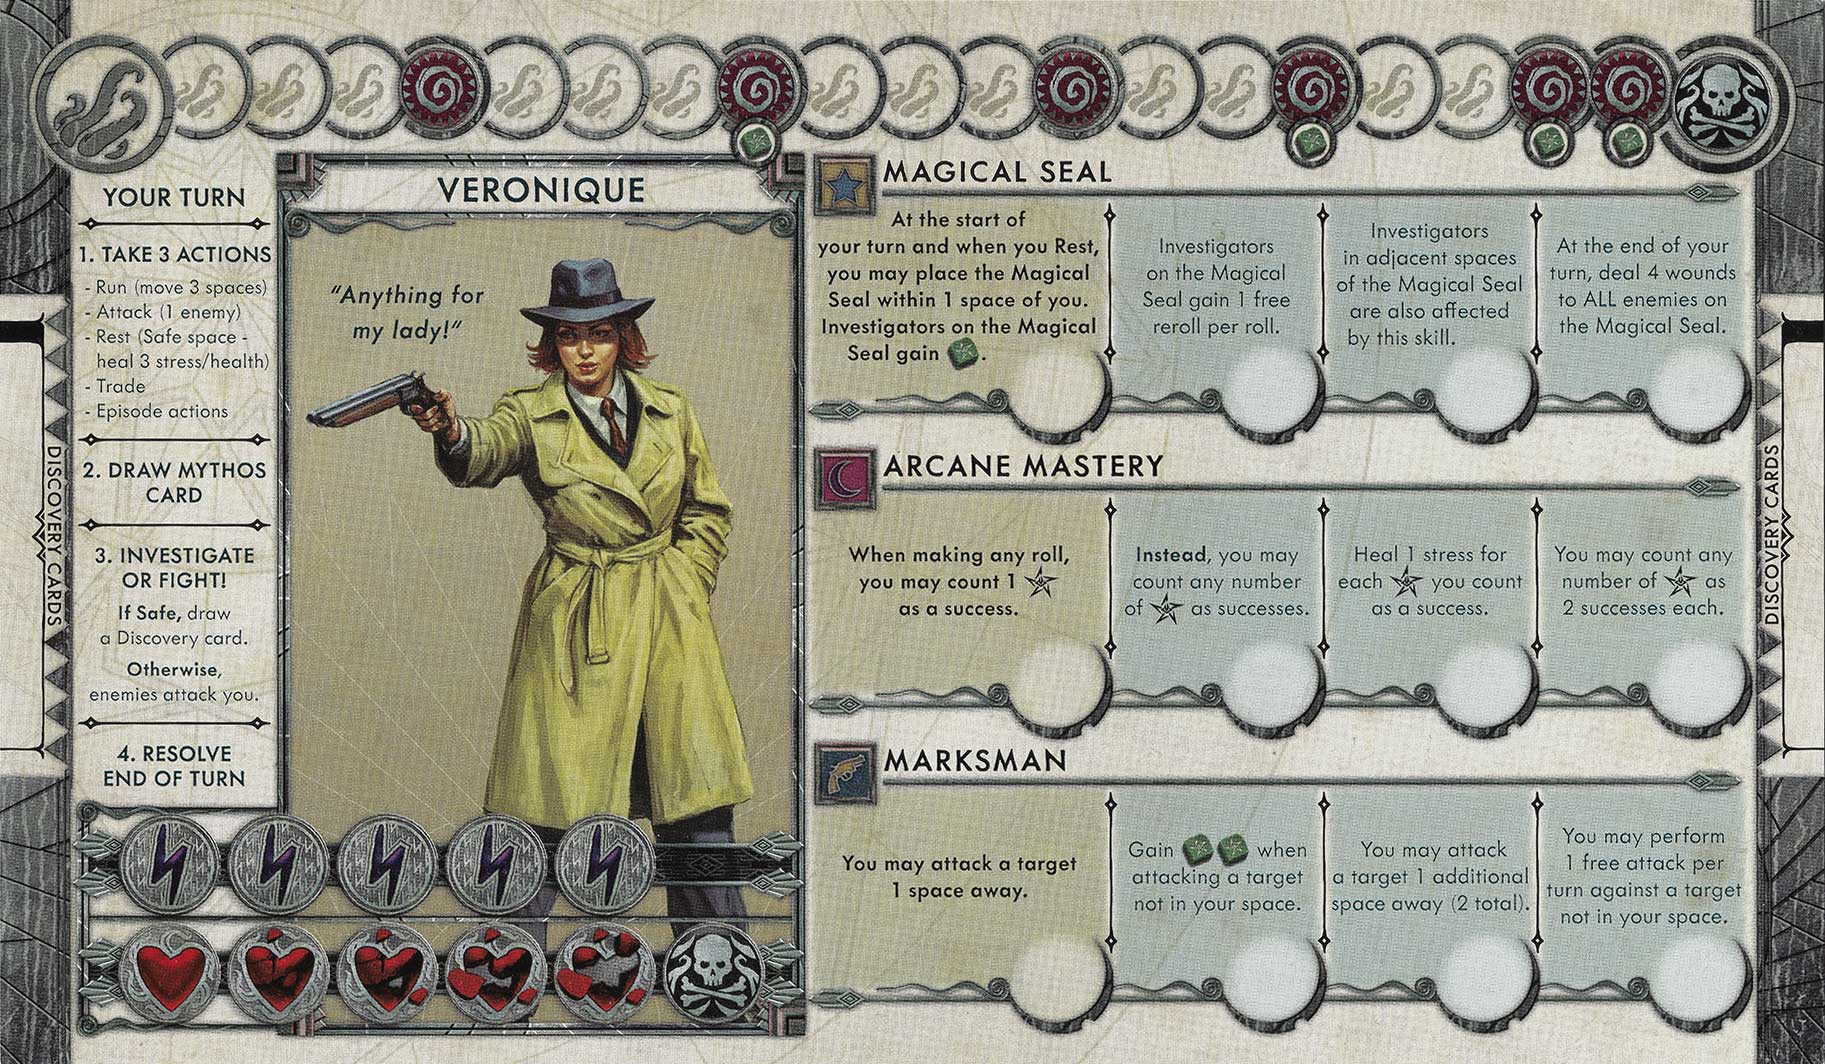 YOUR TURN
1. TAKE 3 ACTIONS
- Run (move 3 spaces)
- Attack (1 enemy)
- Rest (Safe space -
heal 3 stress/health)
- Trade
- Episode actions
2. DRAW MYTHOS
CARD
3. INVESTIGATE
OR FIGHT!
If Safe, draw
a Discovery card.
Otherwise,
enemies attack you.
4. RESOLVE
END OF TURN
DISCOVERY CARDS
VERONIQUE
"Anything for
my lady!"
MAGICAL SEAL
At the start of
your turn and when you Rest,
you may place the Magical
Seal within 1 space of you.
Investigators on the Magical
Seal gain .
Investigators
on the Magical
Seal gain 1 free
reroll per roll.
Investigators
in adjacent spaces
of the Magical Seal
are also affected
by this skill.
At the end of your
turn, deal 4 wounds
to ALL enemies on
the Magical Seal.
ARCANE MASTERY
When making any roll,
you may count 1
as a success.
Instead, you may
count any number
of as successes.
Heal 1 stress for
each you count
as a success.
You may count any
number of as
2 successes each.
MARKSMAN
You may attack a target
1 space away.
Gain when
attacking a target
not in your space.
You may attack
a target 1 additional
space away (2 total).
You may perform
1 free attack per
turn against a target
not in your space.
DISCOVERY CARDS